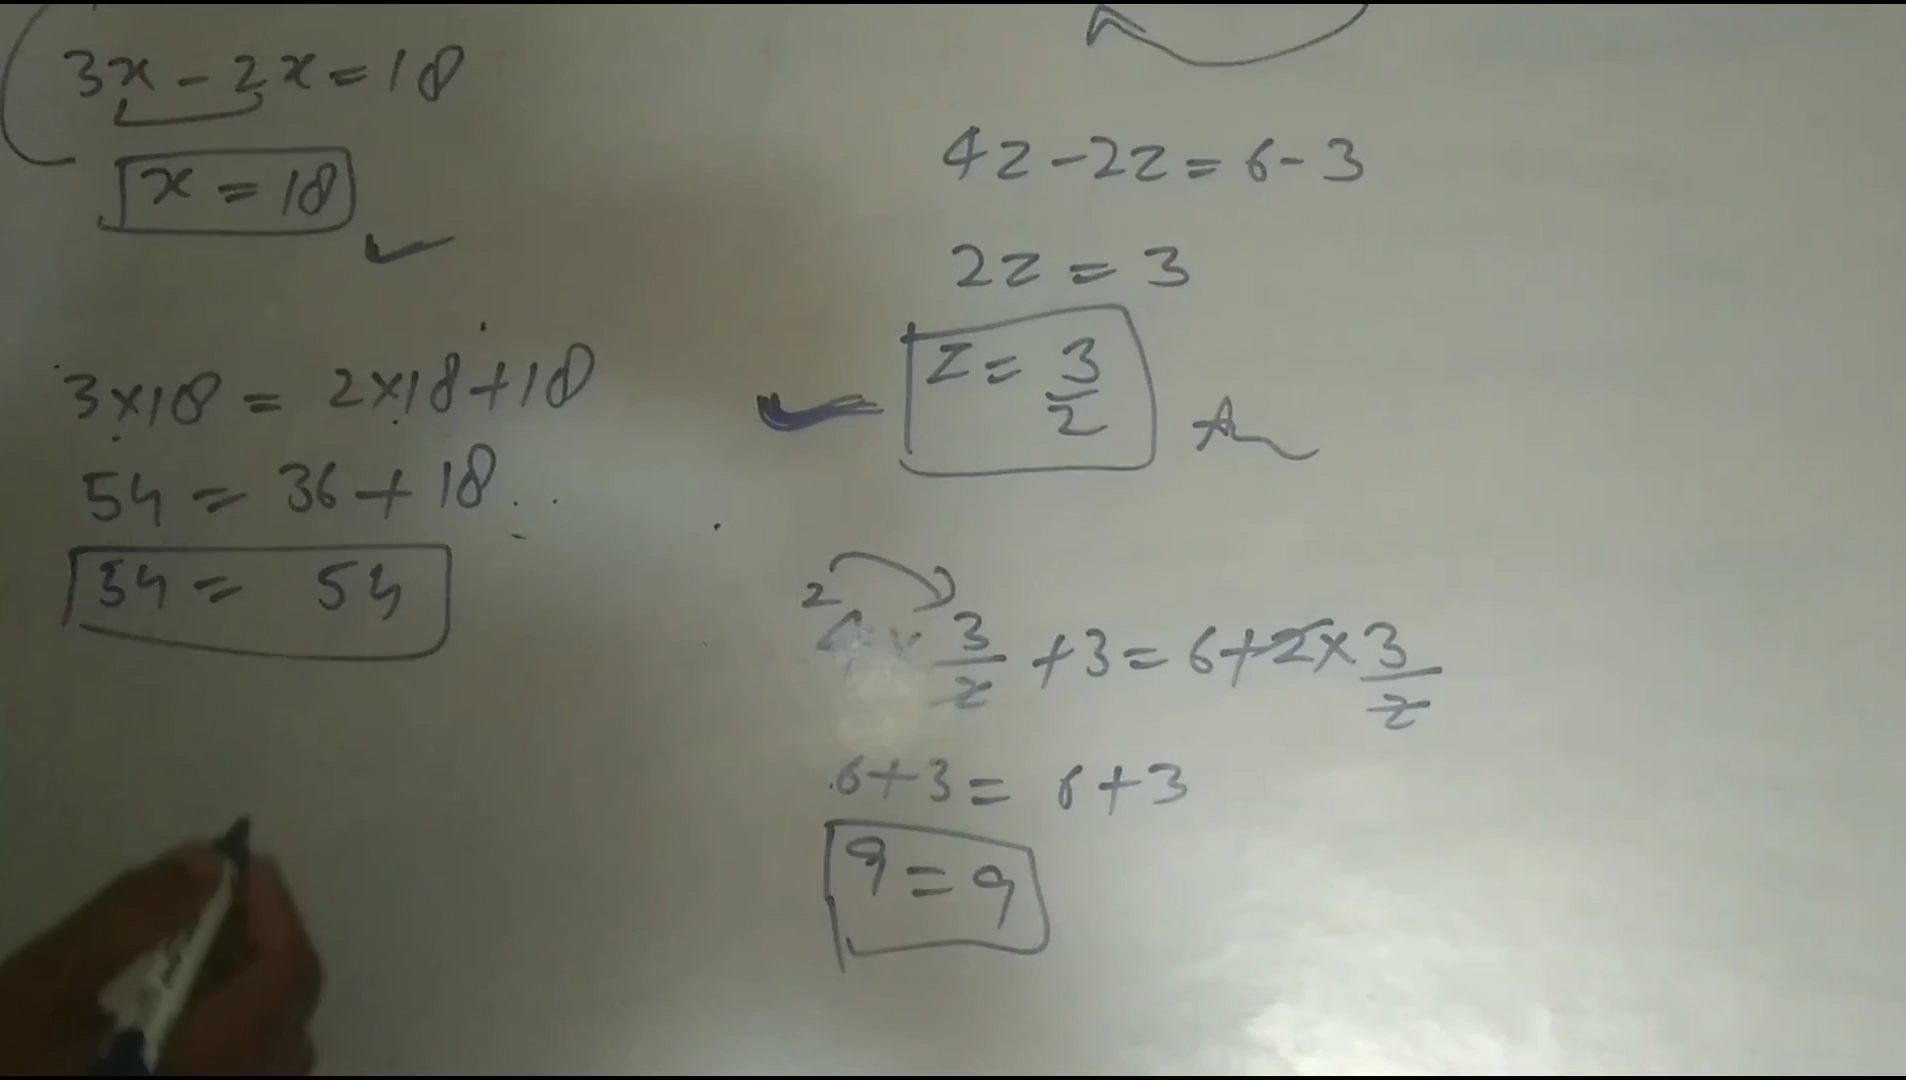 3x - 2x = 18
x = 18
3×18 = 2×18+18
54 = 36 + 18
54 = 54
4z - 2z = 6 - 3
2z = 3
z = 3/2
2
4 × 3/2 + 3 = 6 + 2 × 3/2
6+3 = 6+3
9 = 9